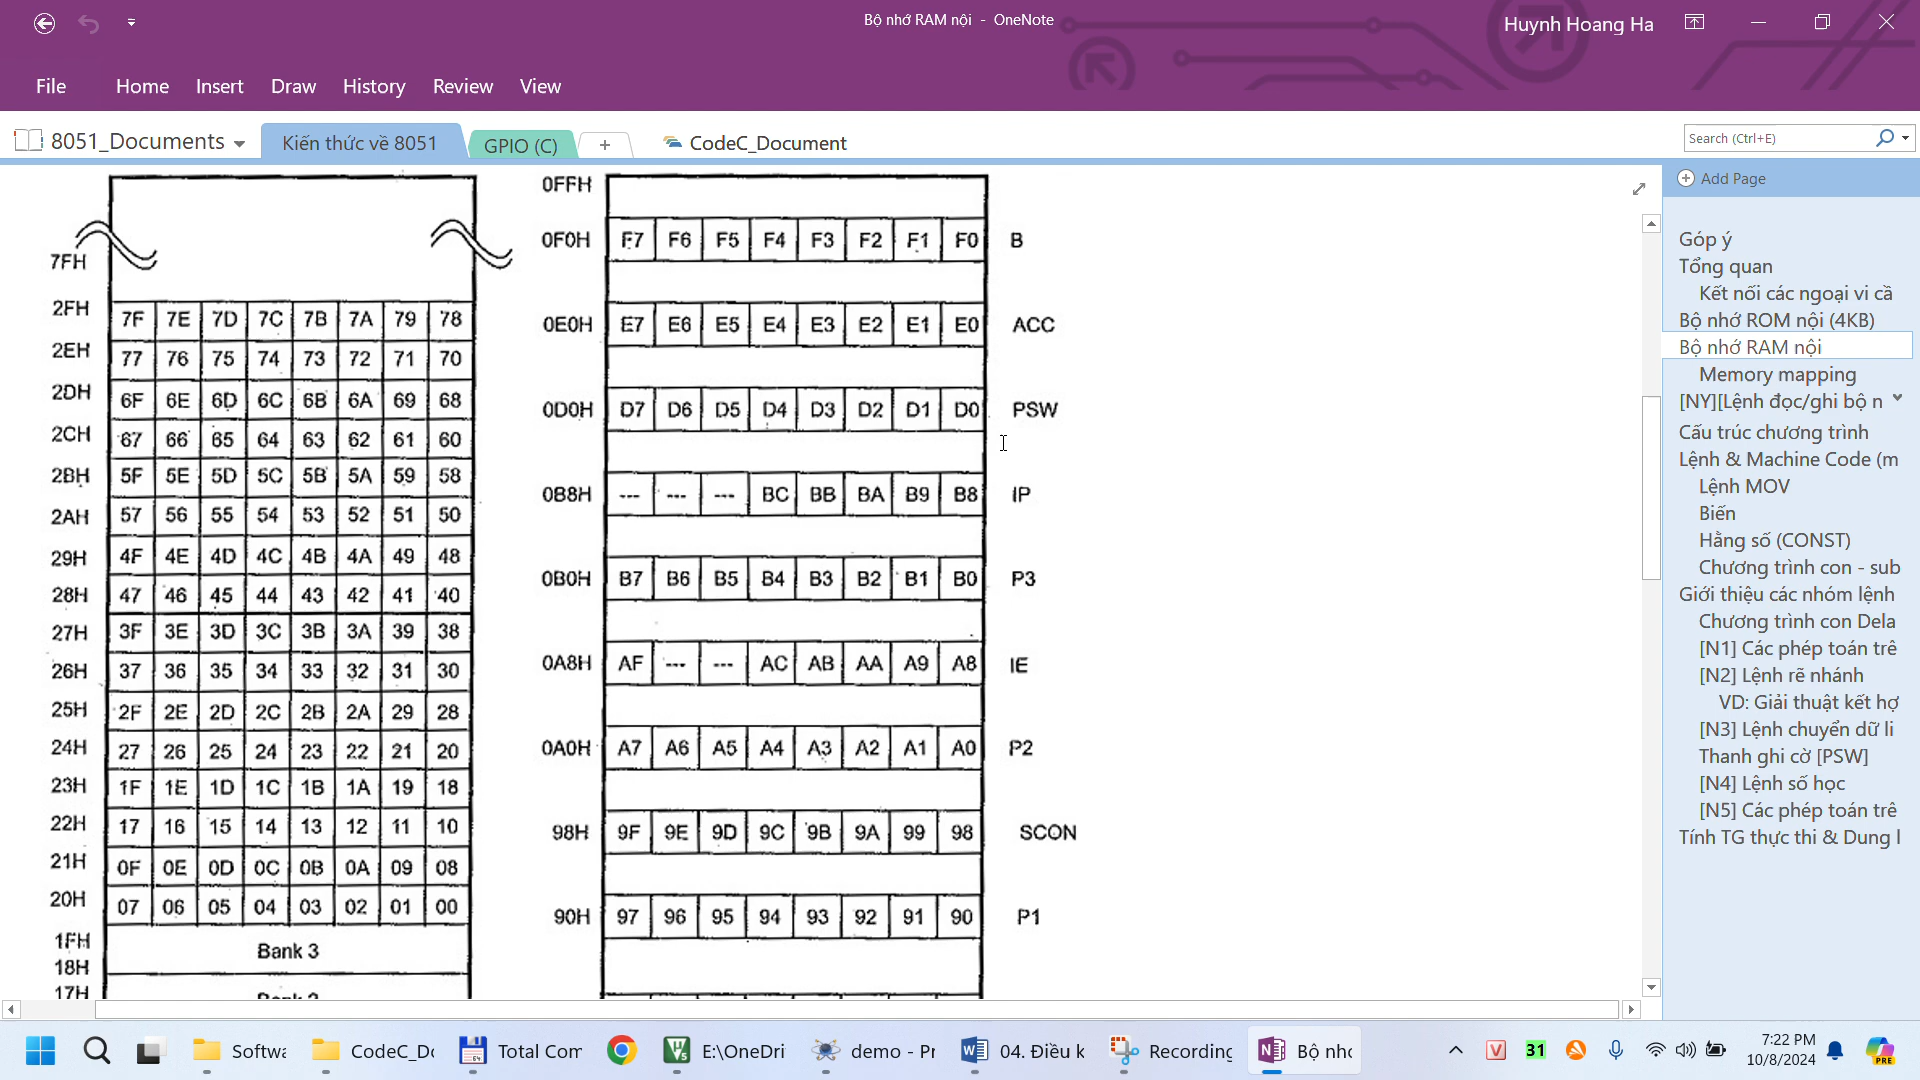 Bộ nhớ RAM nội - OneNote
Huynh Hoang Ha
File Home Insert Draw History Review View
8051_Documents
Kiến thức về 8051
GPIO (C)
+
CodeC_Document
Search (Ctrl+E)
7FH
2FH 7F 7E 7D 7C 7B 7A 79 78
2EH 77 76 75 74 73 72 71 70
2DH 6F 6E 6D 6C 6B 6A 69 68
2CH 67 66 65 64 63 62 61 60
2BH 5F 5E 5D 5C 5B 5A 59 58
2AH 57 56 55 54 53 52 51 50
29H 4F 4E 4D 4C 4B 4A 49 48
28H 47 46 45 44 43 42 41 40
27H 3F 3E 3D 3C 3B 3A 39 38
26H 37 36 35 34 33 32 31 30
25H 2F 2E 2D 2C 2B 2A 29 28
24H 27 26 25 24 23 22 21 20
23H 1F 1E 1D 1C 1B 1A 19 18
22H 17 16 15 14 13 12 11 10
21H 0F 0E 0D 0C 0B 0A 09 08
20H 07 06 05 04 03 02 01 00
1FH
Bank 3
18H
17H
0FFH
0F0H F7 F6 F5 F4 F3 F2 F1 F0 B
0E0H E7 E6 E5 E4 E3 E2 E1 E0 ACC
0D0H D7 D6 D5 D4 D3 D2 D1 D0 PSW
0B8H --- --- --- BC BB BA B9 B8 IP
0B0H B7 B6 B5 B4 B3 B2 B1 B0 P3
0A8H AF --- --- AC AB AA A9 A8 IE
0A0H A7 A6 A5 A4 A3 A2 A1 A0 P2
98H 9F 9E 9D 9C 9B 9A 99 98 SCON
90H 97 96 95 94 93 92 91 90 P1
Add Page
Góp ý
Tổng quan
Kết nối các ngoại vi cầ
Bộ nhớ ROM nội (4KB)
Bộ nhớ RAM nội
Memory mapping
[NY][Lệnh đọc/ghi bộ n
Cấu trúc chương trình
Lệnh & Machine Code (m
Lệnh MOV
Biến
Hằng số (CONST)
Chương trình con - sub
Giới thiệu các nhóm lệnh
Chương trình con Dela
[N1] Các phép toán trê
[N2] Lệnh rẽ nhánh
VD: Giải thuật kết hợ
[N3] Lệnh chuyển dữ li
Thanh ghi cờ [PSW]
[N4] Lệnh số học
[N5] Các phép toán trê
Tính TG thực thi & Dung l
Softwa
CodeC_Do
Total Com
E:\OneDri
demo - Pr
04. Điều k
Recording
Bộ nhớ
31
7:22 PM
10/8/2024
PRE